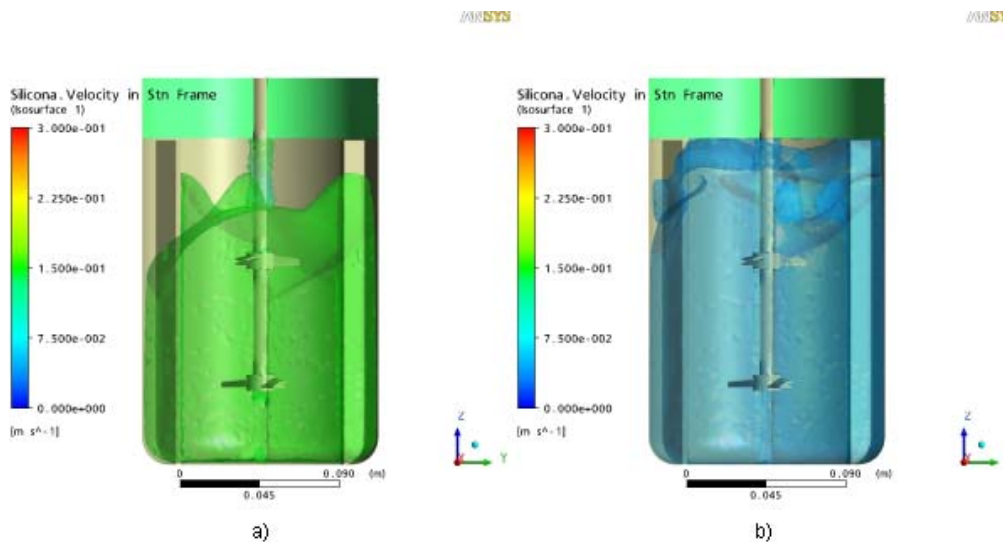 ANSYS
Silicona.Velocity in Stn Frame
(Isosurface 1)
3.000e-001
2.250e-001
1.500e-001
7.500e-002
0.000e+000
[m s^-1]
Z
X
Y
0
0.090 (m)
0.045
a)
ANSYS
Silicona.Velocity in Stn Frame
(Isosurface 1)
3.000e-001
2.250e-001
1.500e-001
7.500e-002
0.000e+000
[m s^-1]
Z
X
0
0.090 (m)
0.045
b)